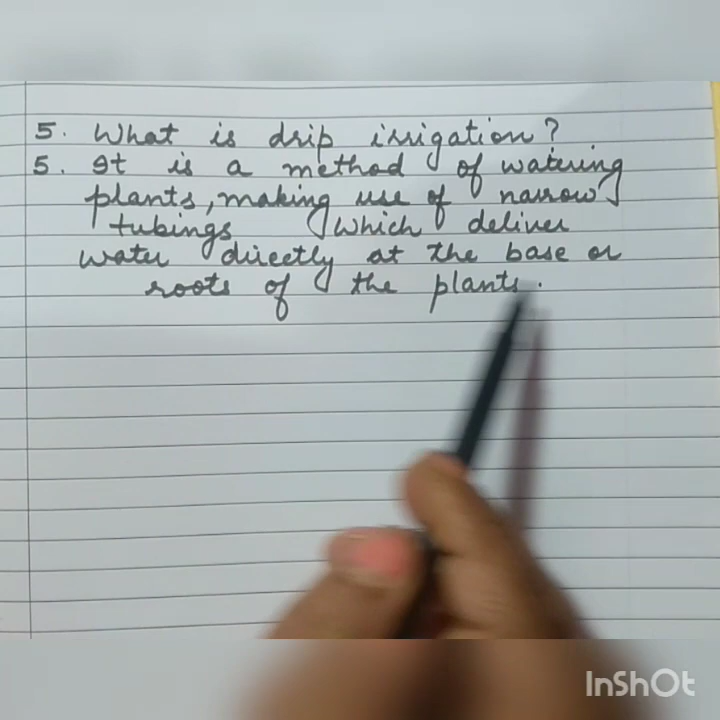 5. What is drip irrigation?
5. It is a method of watering
plants, making use of narrow
tubings which deliver
water directly at the base or
roots of the plants.
InShOt